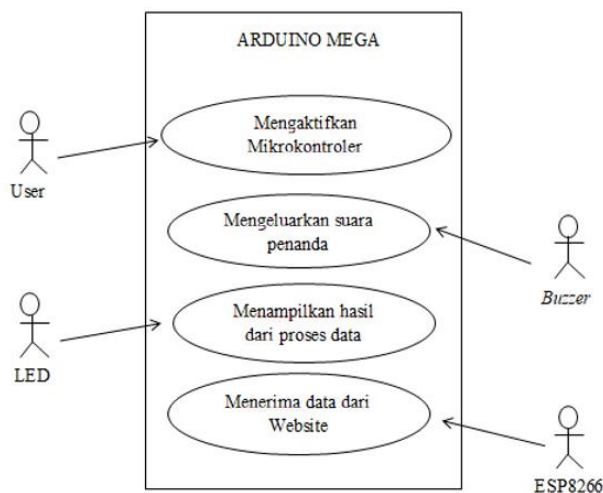 ARDUINO MEGA
Mengaktifkan
Mikrokontroler
User
Mengeluarkan suara
penanda
Buzzer
Menampilkan hasil
dari proses data
LED
Menerima data dari
Website
ESP8266